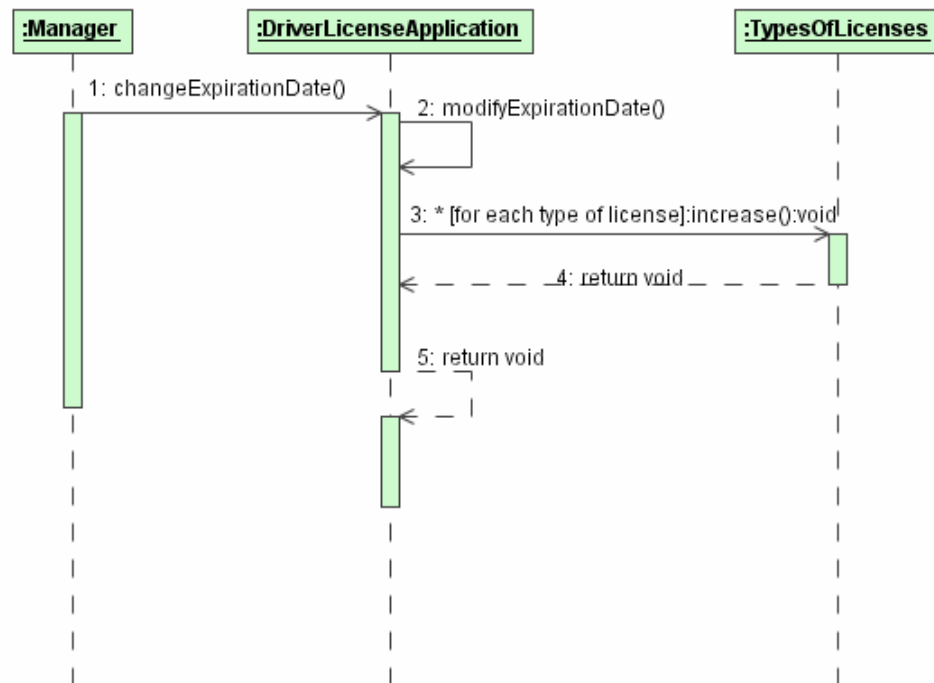 :Manager
:DriverLicenseApplication
:TypesOfLicenses
1: changeExpirationDate()
2: modifyExpirationDate()
3: * [for each type of license]:increase():void
4: return void
5: return void